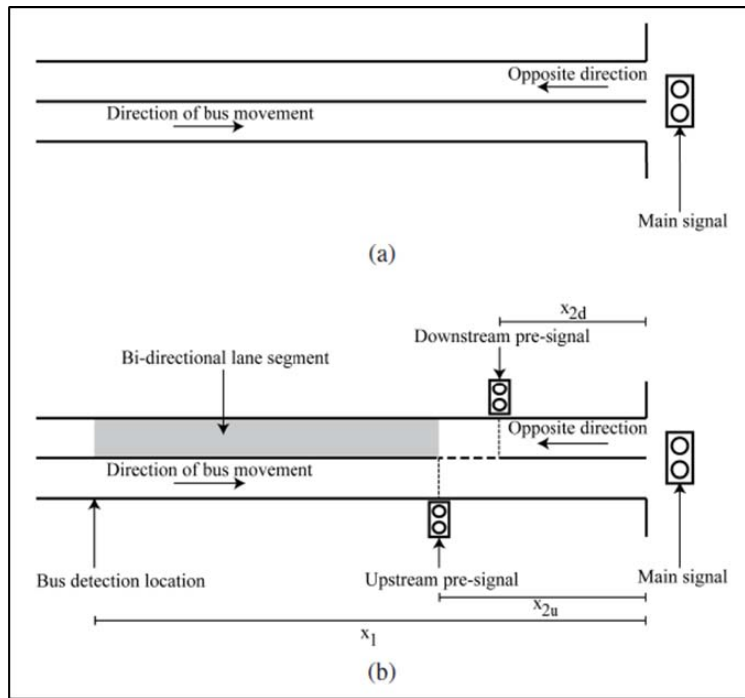 Opposite direction
Direction of bus movement
Main signal
(a)
x2d
Downstream pre-signal
Bi-directional lane segment
Opposite direction
Direction of bus movement
Bus detection location
Upstream pre-signal
Main signal
x2u
x1
(b)